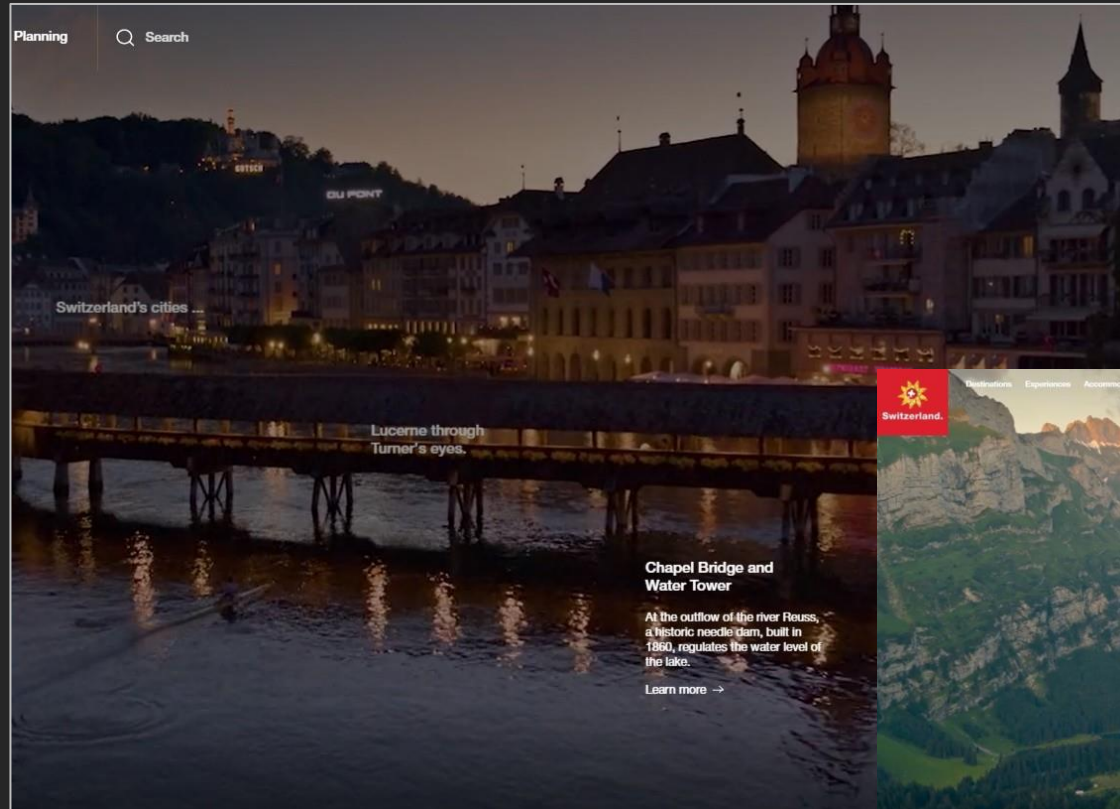 Planning
Search
GUTSCH
DU PONT
Switzerland's cities ...
Lucerne through
Turner's eyes.
Chapel Bridge and
Water Tower
At the outflow of the river Reuss,
a historic needle dam, built in
1860, regulates the water level of
the lake.
Learn more →
Switzerland.
Destinations
Experiences